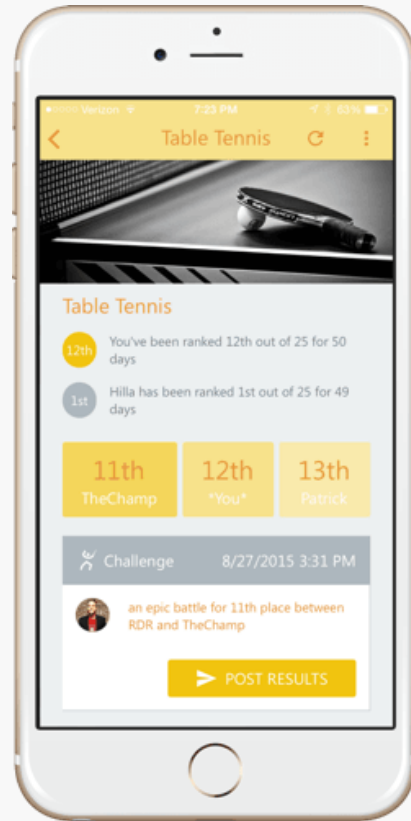 Verizon 7:23 PM 63%
Table Tennis
Table Tennis
12th You've been ranked 12th out of 25 for 50
days
1st Hilla has been ranked 1st out of 25 for 49
days
11th 12th 13th
TheChamp *You* Patrick
Challenge 8/27/2015 3:31 PM
an epic battle for 11th place between
RDR and TheChamp
POST RESULTS